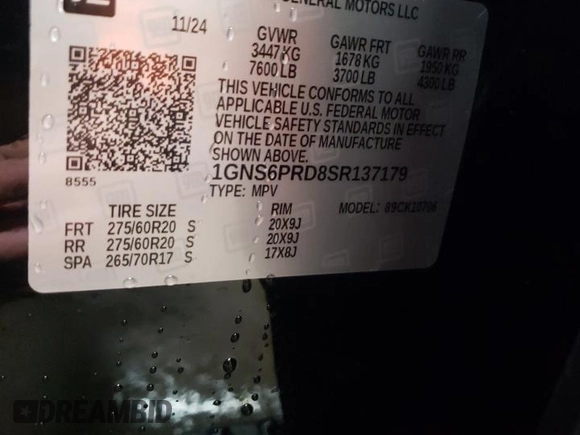 GENERAL MOTORS LLC
11/24
GVWR
3447 KG
7600 LB
GAWR FRT
1678 KG
3700 LB
GAWR RR
1950 KG
4300 LB
THIS VEHICLE CONFORMS TO ALL
APPLICABLE U.S. FEDERAL MOTOR
VEHICLE SAFETY STANDARDS IN EFFECT
ON THE DATE OF MANUFACTURE
SHOWN ABOVE.
8555
1GNS6PRD8SR137179
TYPE: MPV
MODEL: 89CK10706
TIRE SIZE RIM
FRT 275/60R20 S 20X9J
RR 275/60R20 S 20X9J
SPA 265/70R17 S 17X8J
DREAMBID